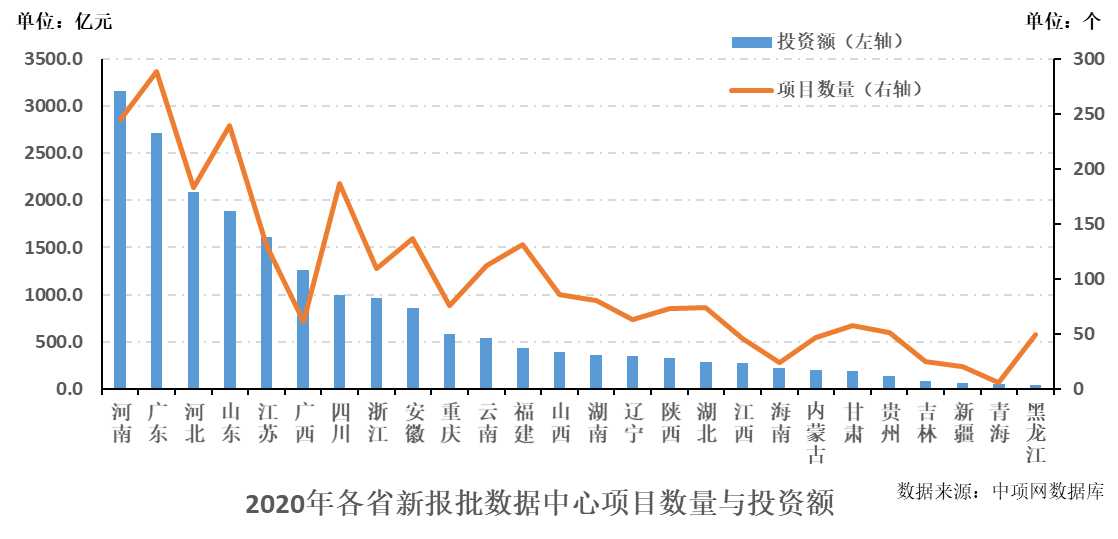 单位：亿元
单位：个
投资额（左轴）
项目数量（右轴）
3500.0
3000.0
2500.0
2000.0
1500.0
1000.0
500.0
0.0
300
250
200
150
100
50
0
河南
广东
河北
山东
江苏
广西
四川
浙江
安徽
重庆
云南
福建
山西
湖南
辽宁
陕西
湖北
江西
海南
内蒙古
甘肃
贵州
吉林
新疆
青海
黑龙江
2020年各省新报批数据中心项目数量与投资额
数据来源：中项网数据库